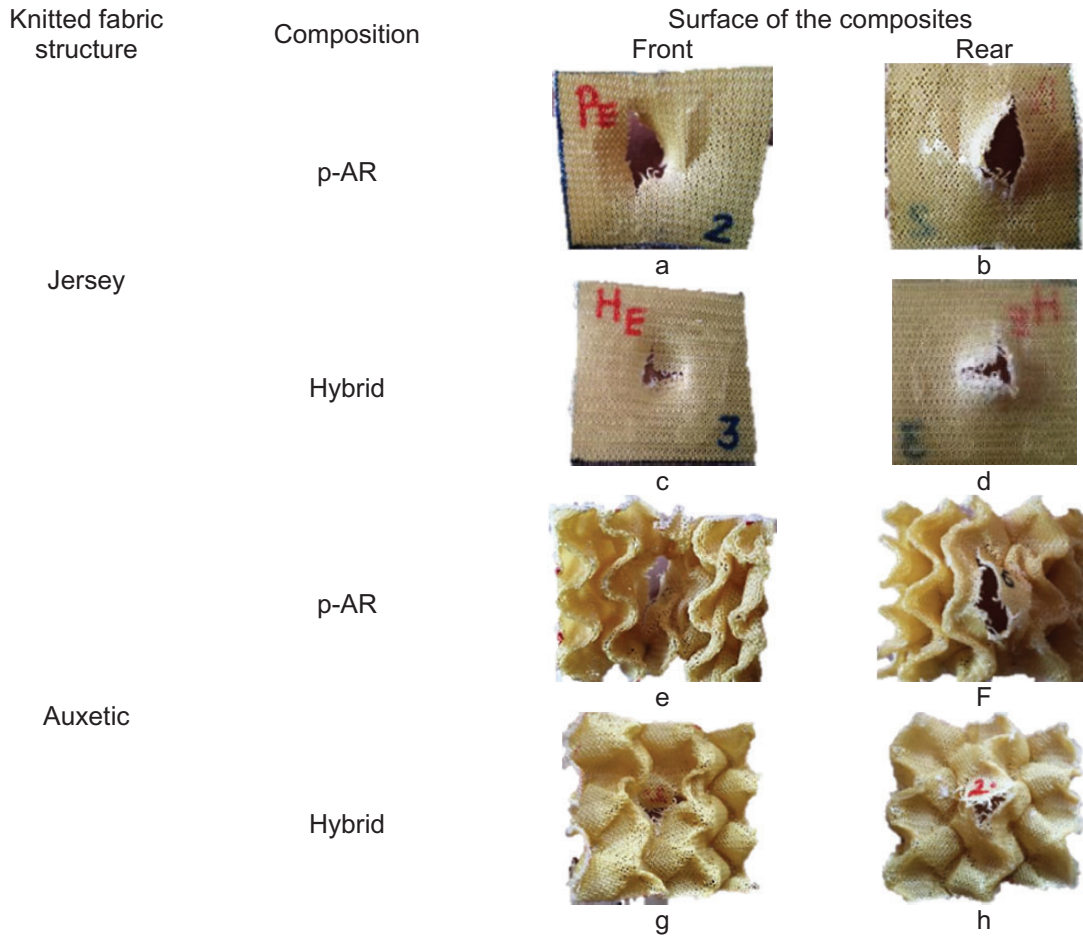 Knitted fabric
structure
Composition
Surface of the composites
Front
Rear
Jersey
p-AR
PE
2
a
b
Hybrid
HE
3
c
d
Auxetic
p-AR
e
F
Hybrid
2.
g
h